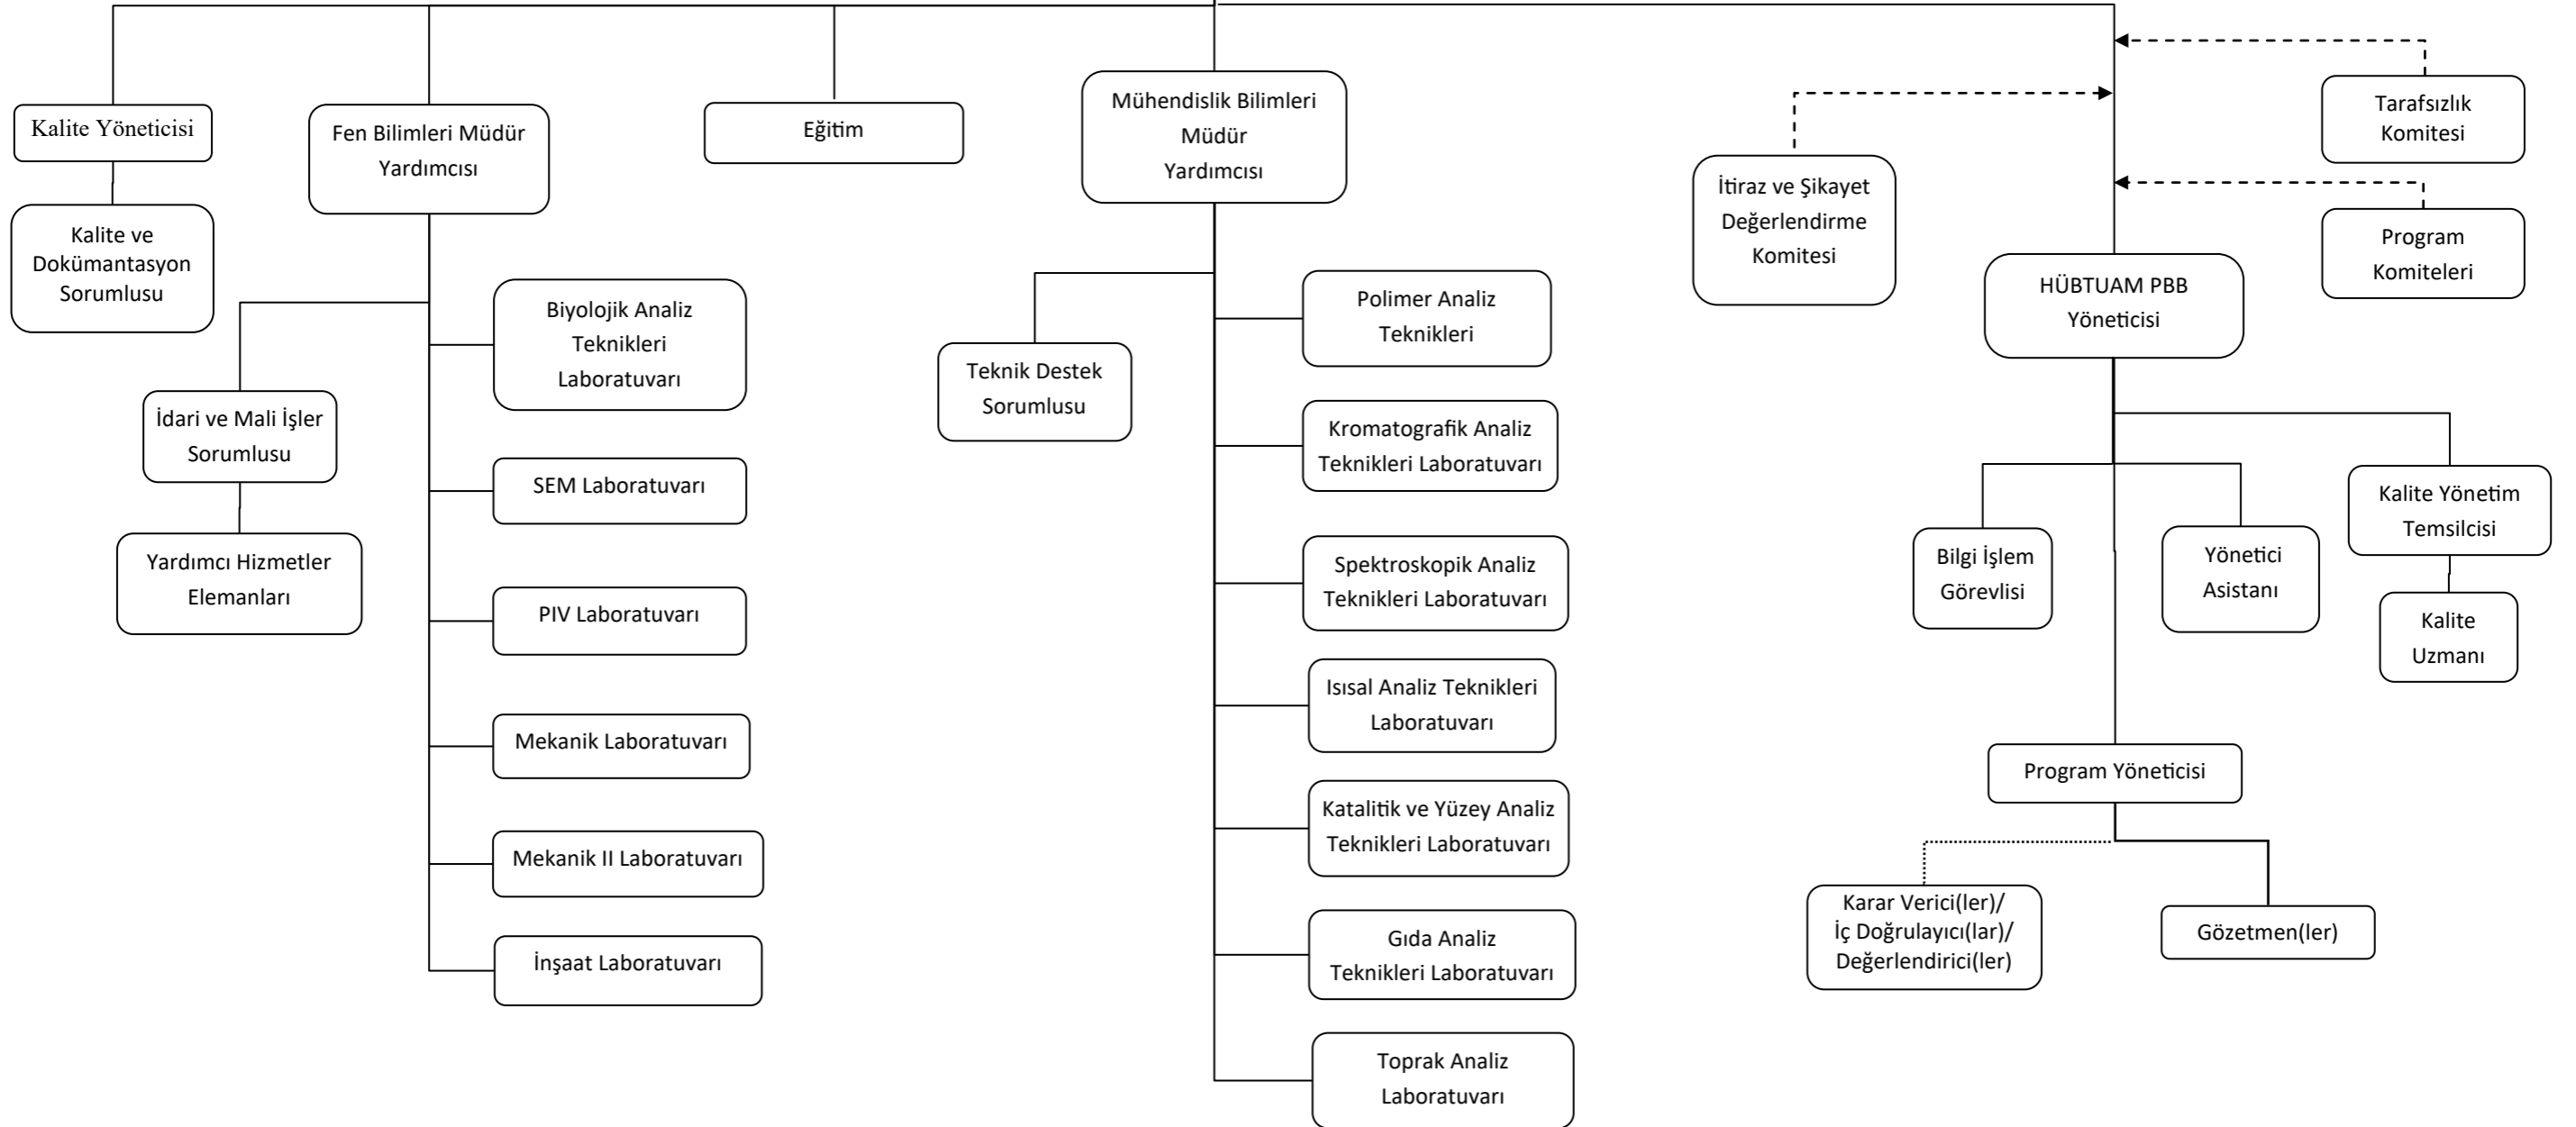 Kalite Yöneticisi
Kalite ve
Dokümantasyon
Sorumlusu
Fen Bilimleri Müdür
Yardımcısı
İdari ve Mali İşler
Sorumlusu
Yardımcı Hizmetler
Elemanları
Biyolojik Analiz
Teknikleri
Laboratuvarı
SEM Laboratuvarı
PIV Laboratuvarı
Mekanik Laboratuvarı
Mekanik II Laboratuvarı
İnşaat Laboratuvarı
Eğitim
Mühendislik Bilimleri
Müdür
Yardımcısı
Teknik Destek
Sorumlusu
Polimer Analiz
Teknikleri
Kromatografik Analiz
Teknikleri Laboratuvarı
Spektroskopik Analiz
Teknikleri Laboratuvarı
Isısal Analiz Teknikleri
Laboratuvarı
Katalitik ve Yüzey Analiz
Teknikleri Laboratuvarı
Gıda Analiz
Teknikleri Laboratuvarı
Toprak Analiz
Laboratuvarı
İtiraz ve Şikayet
Değerlendirme
Komitesi
Tarafsızlık
Komitesi
Program
Komiteleri
HÜBTUAM PBB
Yöneticisi
Bilgi İşlem
Görevlisi
Yönetici
Asistanı
Kalite Yönetim
Temsilcisi
Kalite
Uzmanı
Program Yöneticisi
Karar Verici(ler)/
İç Doğrulayıcı(lar)/
Değerlendirici(ler)
Gözetmen(ler)